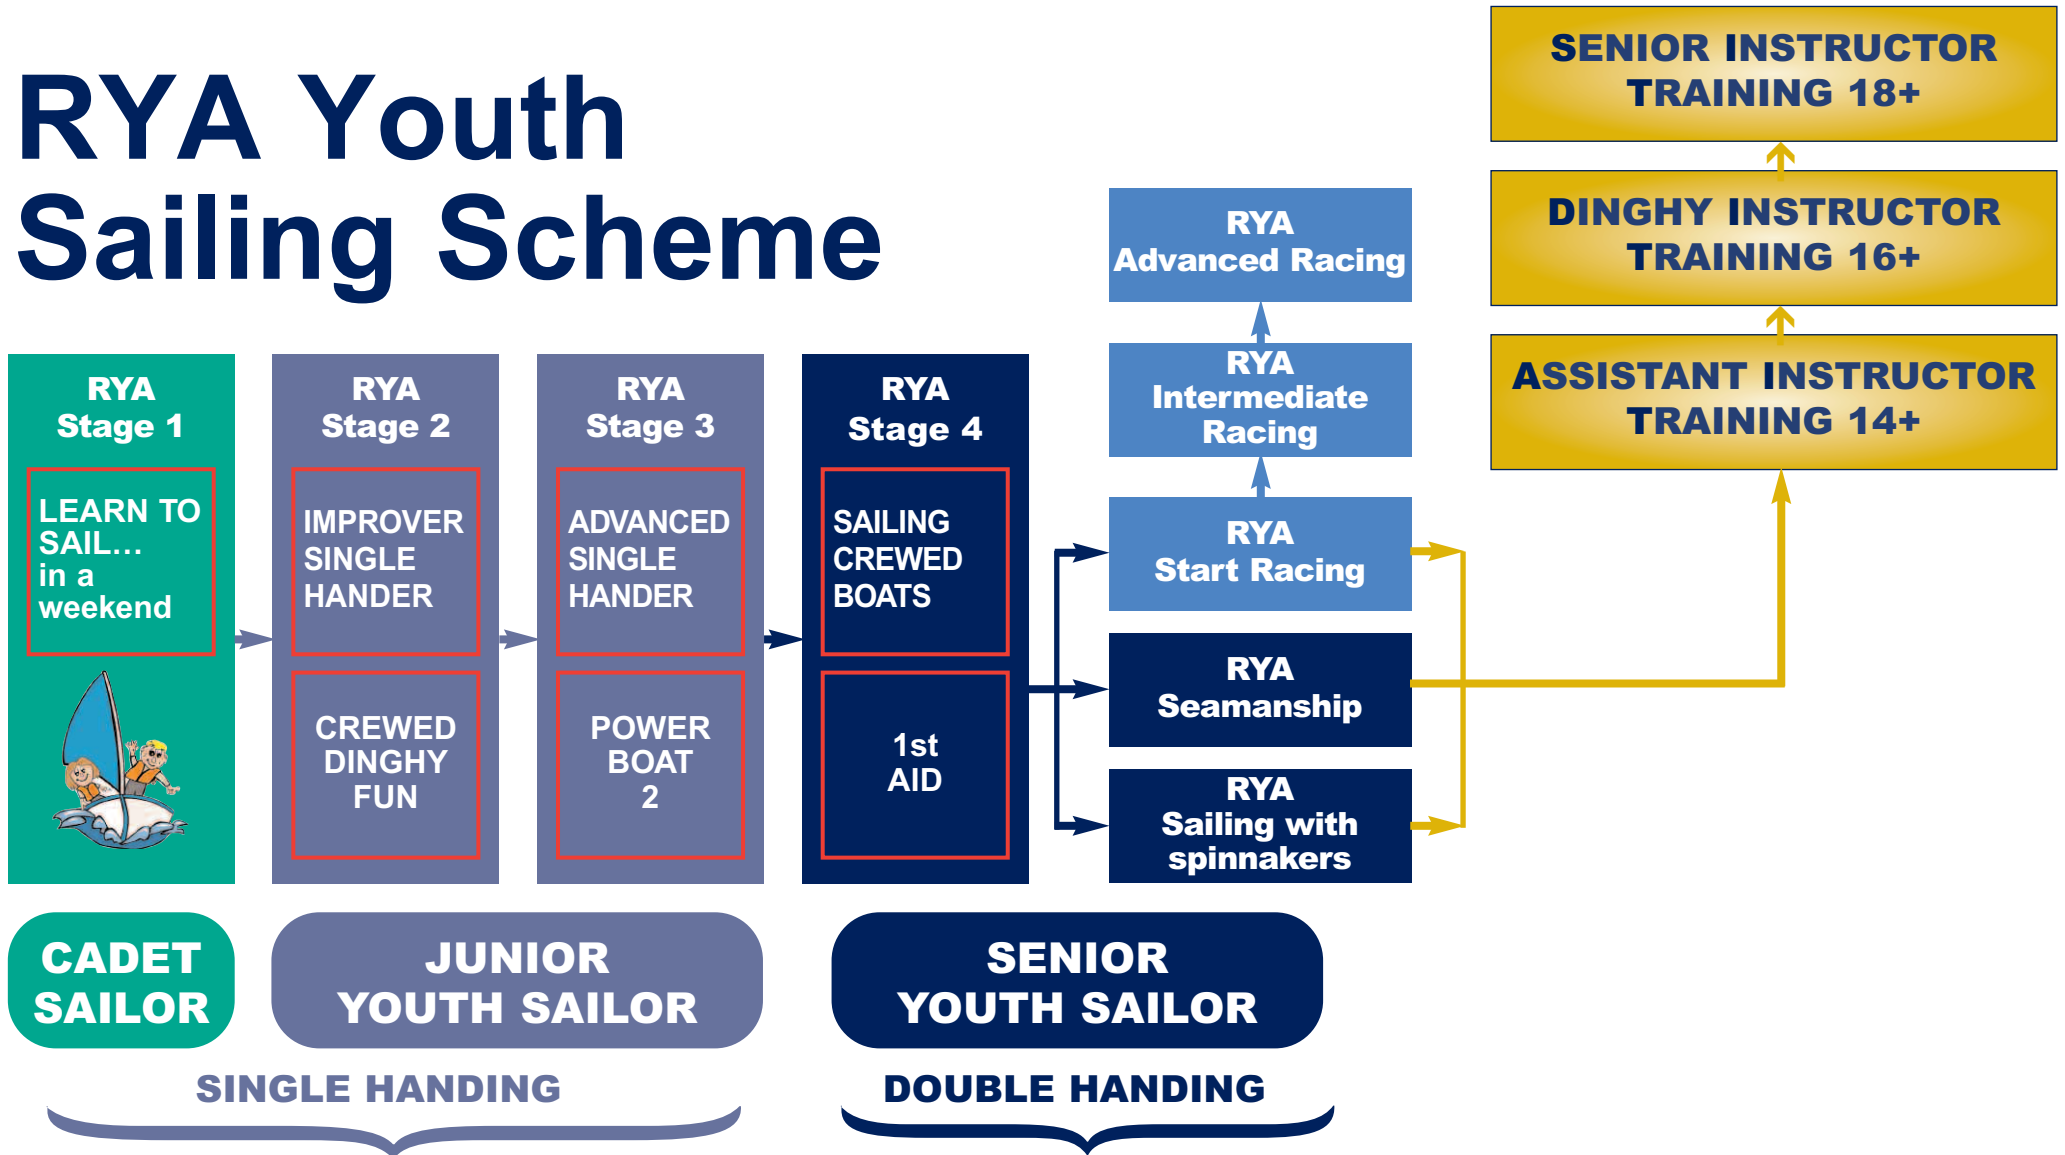 RYA Youth
Sailing Scheme
RYA
Stage 1
LEARN TO
SAIL...
in a
weekend
RYA
Stage 2
IMPROVER
SINGLE
HANDER
CREWED
DINGHY
FUN
RYA
Stage 3
ADVANCED
SINGLE
HANDER
POWER
BOAT
2
RYA
Stage 4
SAILING
CREWED
BOATS
1st
AID
RYA
Advanced Racing
RYA
Intermediate
Racing
RYA
Start Racing
RYA
Seamanship
RYA
Sailing with
spinnakers
SENIOR INSTRUCTOR
TRAINING 18+
DINGHY INSTRUCTOR
TRAINING 16+
ASSISTANT INSTRUCTOR
TRAINING 14+
CADET
SAILOR
JUNIOR
YOUTH SAILOR
SENIOR
YOUTH SAILOR
SINGLE HANDING
DOUBLE HANDING